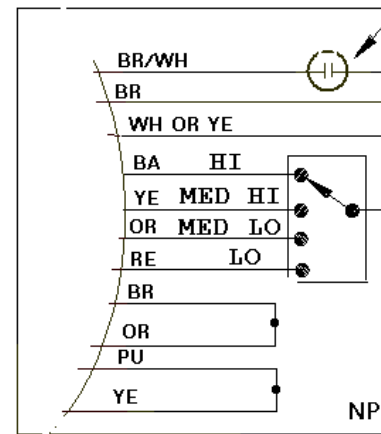 BR/WH
BR
WH OR YE
BA HI
YE MED HI
OR MED LO
RE LO
BR
OR
PU
YE
NP